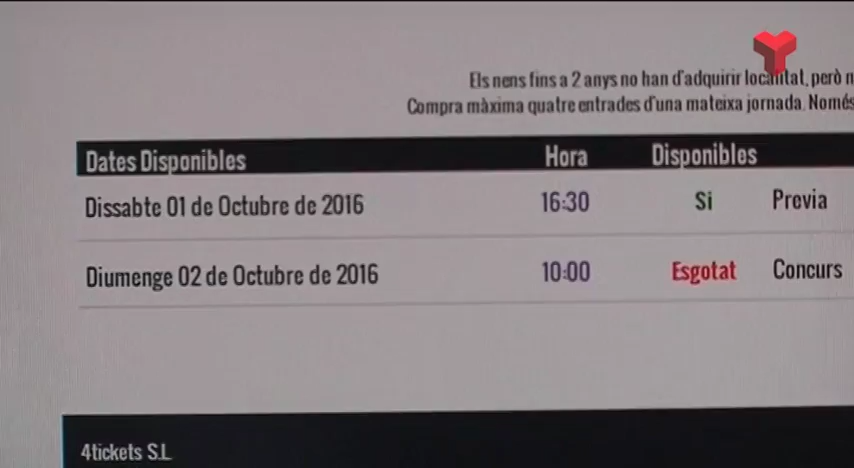 Els nens fins a 2 anys no han d'adquirir localitat, però
Compra màxima quatre entrades d'una mateixa jornada. Només
Dates Disponibles Hora Disponibles
Dissabte 01 de Octubre de 2016 16:30 Si Previa
Diumenge 02 de Octubre de 2016 10:00 Esgotat Concurs
4tickets S.L